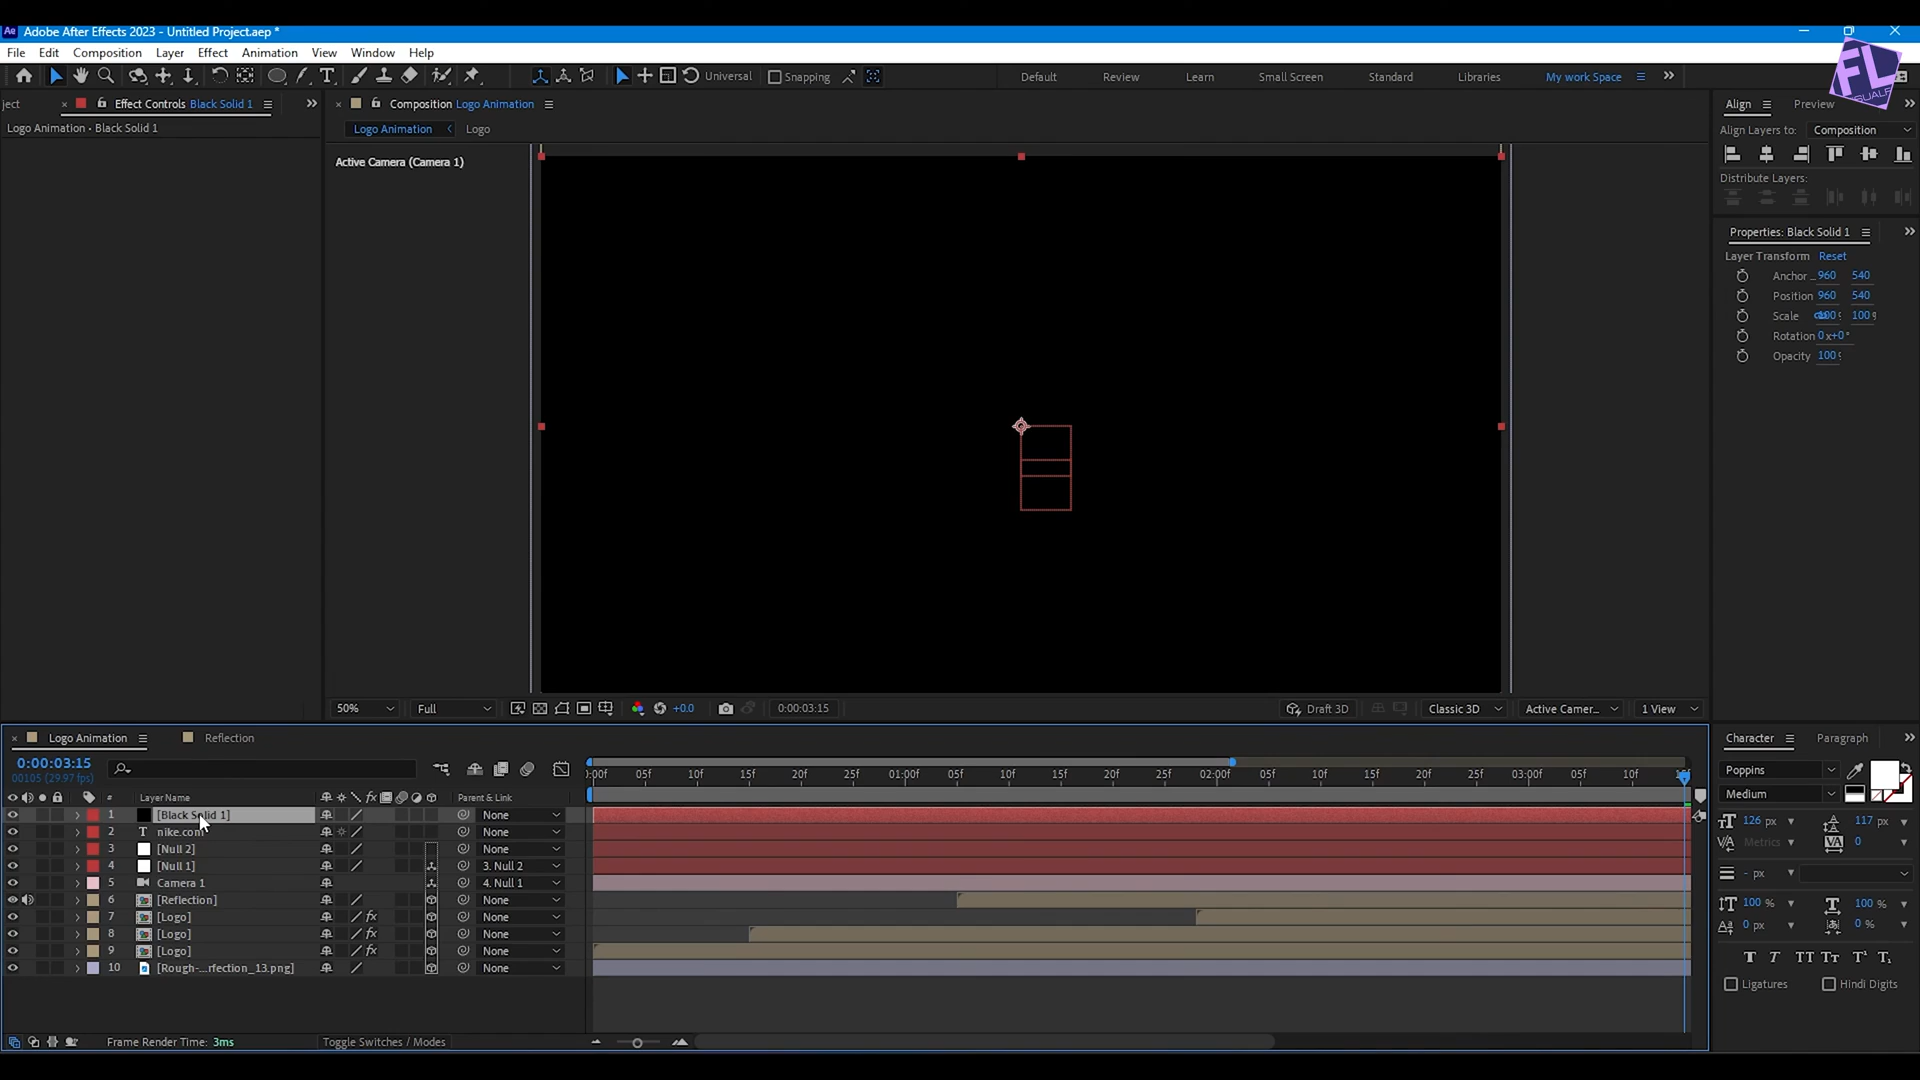 Ae Adobe After Effects 2023 - Untitled Project.aep *
File Edit Composition Layer Effect Animation View Window Help
Universal Snapping Default Review Learn Small Screen Standard Libraries My work Space
FL
ject Effect Controls Black Solid 1
Composition Logo Animation
Align Preview
Logo Animation • Black Solid 1
Logo Animation Logo
Align Layers to: Composition
Active Camera (Camera 1)
Distribute Layers:
Properties: Black Solid 1
Layer Transform Reset
Anchor 960 540
Position 960 540
Scale 100 100
Rotation 0x+0°
Opacity 100
50% Full +0.0 0:00:03:15 Draft 3D Classic 3D Active Camer... 1 View
Logo Animation Reflection
Character Paragraph
0:00:03:15
00105 (29.97 fps)
:00f 05f 10f 15f 20f 25f 01:00f 05f 10f 15f 20f 25f 02:00f 05f 10f 15f 20f 25f 03:00f 05f 10f
Poppins
Medium
# Layer Name fx Parent & Link
1 [Black Solid 1] None
2 nike.com None
3 [Null 2] None
4 [Null 1] 3. Null 2
5 Camera 1 4. Null 1
6 [Reflection] None
7 [Logo] fx None
8 [Logo] fx None
9 [Logo] fx None
10 [Rough-...rfection_13.png] None
126 px 117 px
Metrics 0
- px
100 % 100 %
0 px 0 %
T T TT Tr T¹ T₁
Ligatures Hindi Digits
Frame Render Time: 3ms Toggle Switches / Modes